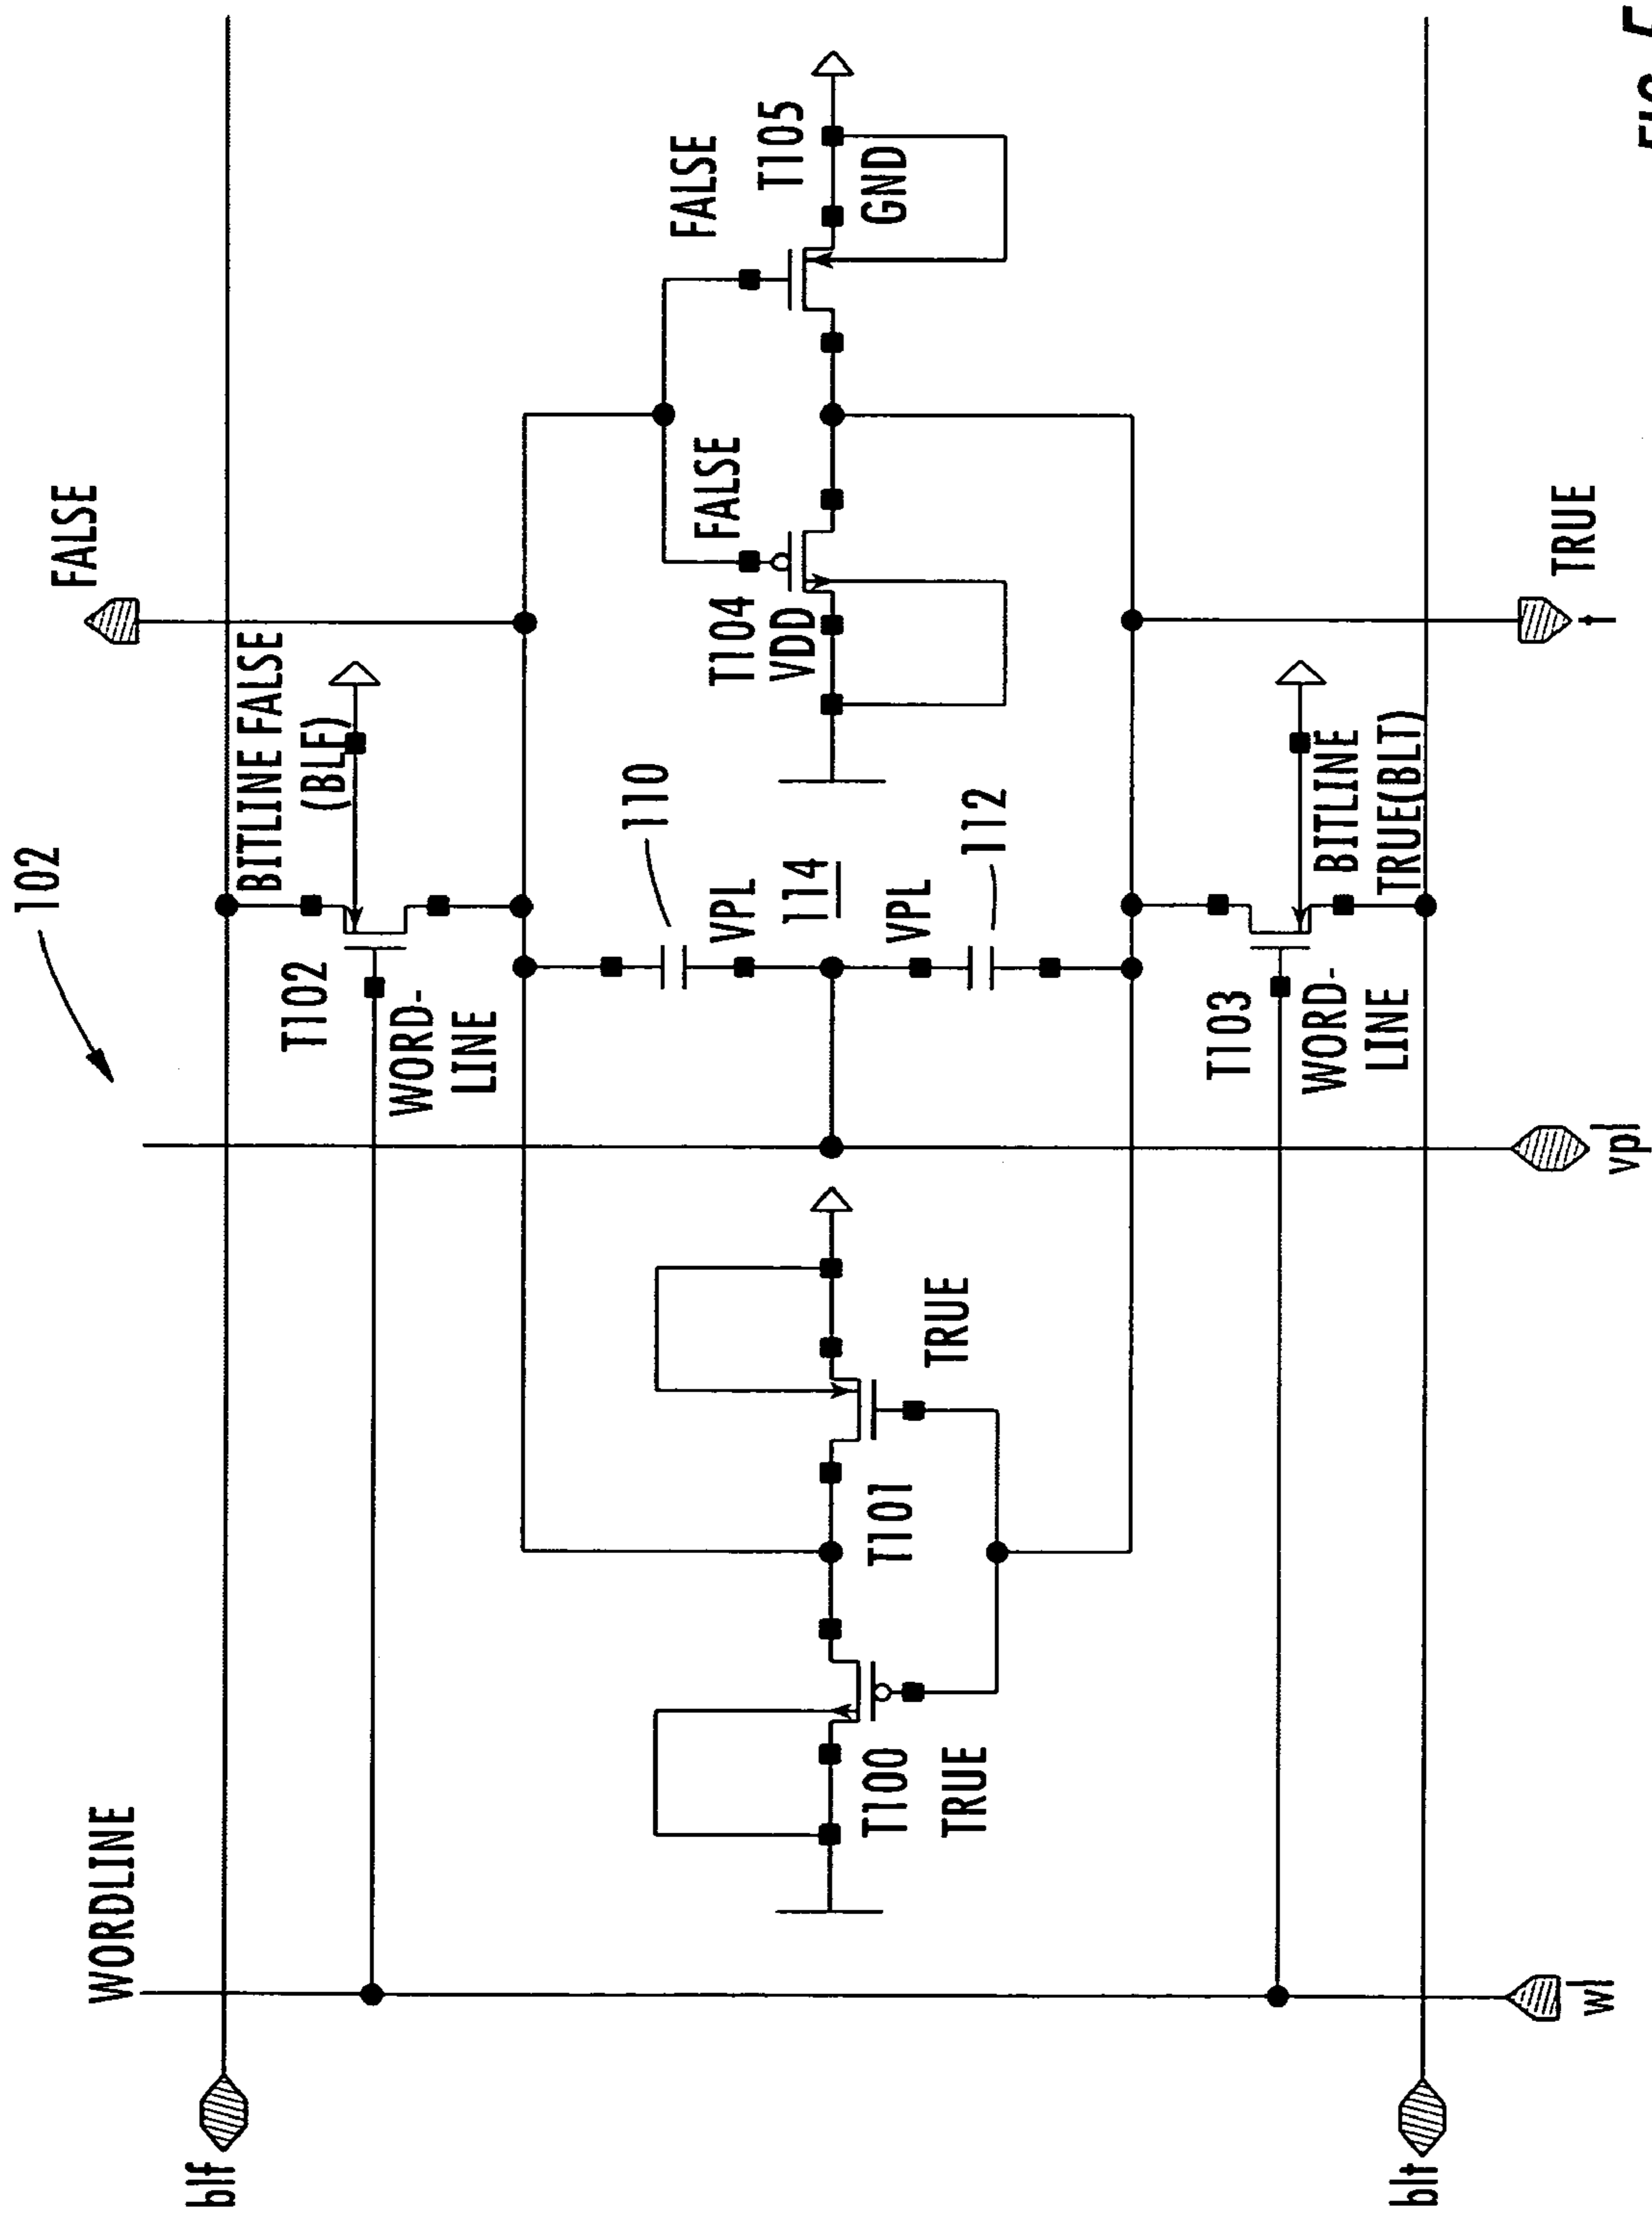 102
FALSE
WORDLINE
blf
BITLINE FALSE
(BLF)
T102
WORD-
LINE
110
VPL
114
VPL
112
FALSE
T105
GND
FALSE
T104
VDD
T101
TRUE
T100
TRUE
T103
WORD-
LINE
BITLINE
TRUE(BLT)
blt
wl
vpl
TRUE
t